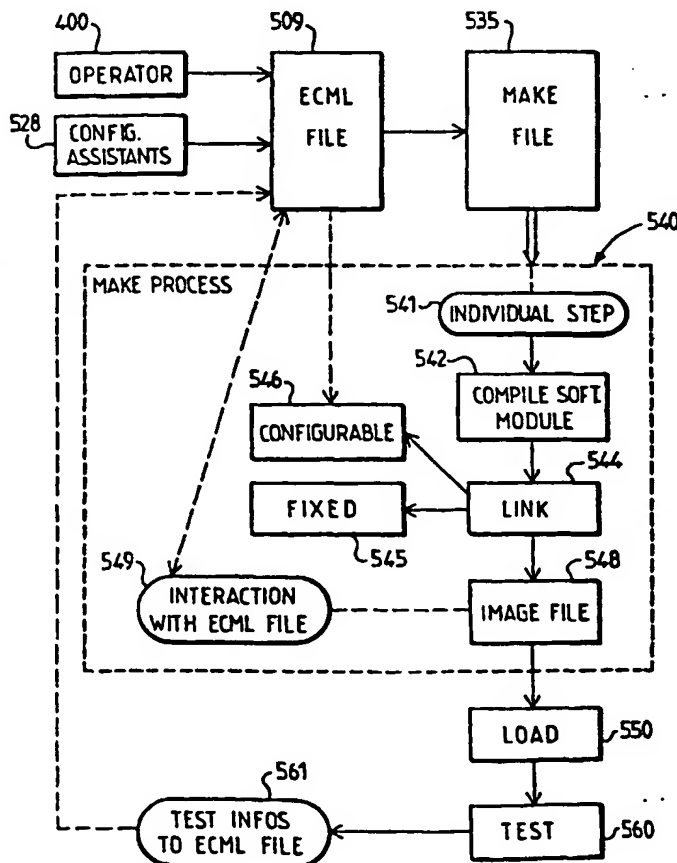 400
509
535
OPERATOR
ECML
FILE
MAKE
FILE
528
CONFIG.
ASSISTANTS
540
MAKE PROCESS
541
INDIVIDUAL STEP
542
COMPILE SOFT.
MODULE
546
CONFIGURABLE
544
LINK
FIXED
545
549
INTERACTION
WITH ECML FILE
548
IMAGE FILE
LOAD
550
561
TEST INFOS
TO ECML FILE
TEST
560